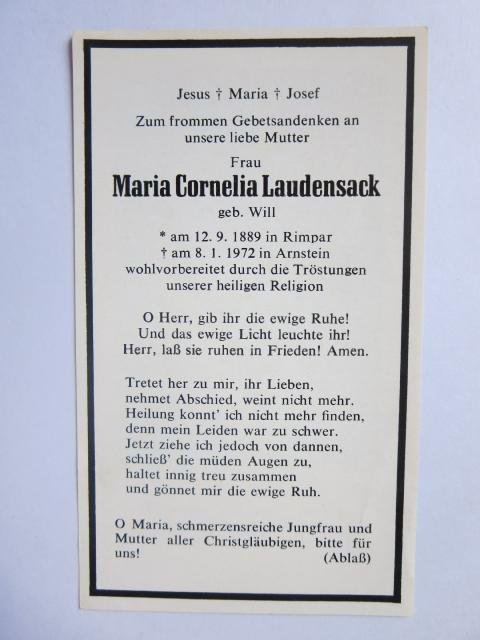 Jesus † Maria † Josef
Zum frommen Gebetsandenken an
unsere liebe Mutter
Frau
Maria Cornelia Laudensack
geb. Will
* am 12. 9. 1889 in Rimpar
† am 8. 1. 1972 in Arnstein
wohlvorbereitet durch die Tröstungen
unserer heiligen Religion
O Herr, gib ihr die ewige Ruhe!
Und das ewige Licht leuchte ihr!
Herr, laß sie ruhen in Frieden! Amen.
Tretet her zu mir, ihr Lieben,
nehmet Abschied, weint nicht mehr.
Heilung konnt' ich nicht mehr finden,
denn mein Leiden war zu schwer.
Jetzt ziehe ich jedoch von dannen,
schließ' die müden Augen zu,
haltet innig treu zusammen
und gönnet mir die ewige Ruh.
O Maria, schmerzensreiche Jungfrau und
Mutter aller Christgläubigen, bitte für
uns! (Ablaß)